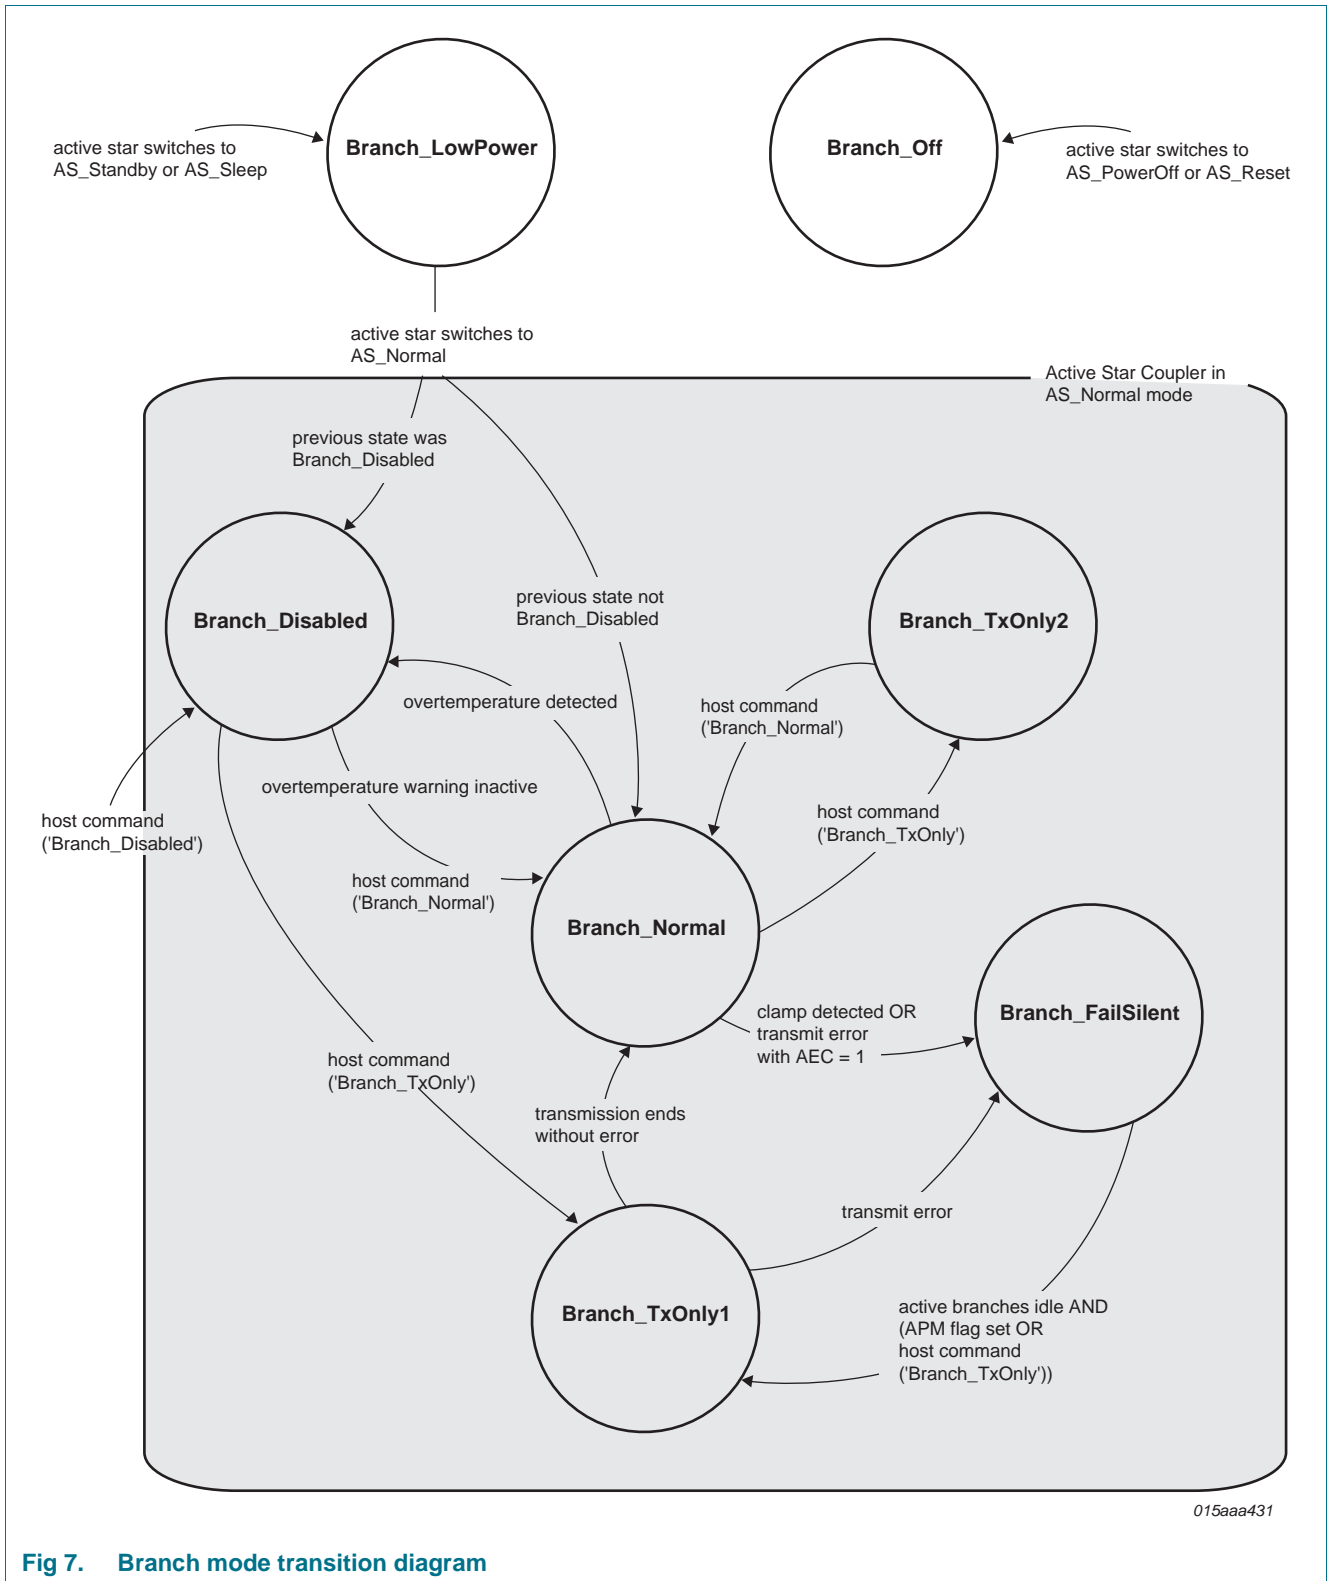 active star switches to
AS_Standby or AS_Sleep
Branch_LowPower
Branch_Off
active star switches to
AS_PowerOff or AS_Reset
active star switches to
AS_Normal
Active Star Coupler in
AS_Normal mode
previous state was
Branch_Disabled
Branch_Disabled
previous state not
Branch_Disabled
Branch_TxOnly2
overtemperature detected
host command
('Branch_Normal')
overtemperature warning inactive
host command
('Branch_Disabled')
host command
('Branch_TxOnly')
host command
('Branch_Normal')
Branch_Normal
clamp detected OR
transmit error
with AEC = 1
Branch_FailSilent
host command
('Branch_TxOnly')
transmission ends
without error
transmit error
Branch_TxOnly1
active branches idle AND
(APM flag set OR
host command
('Branch_TxOnly'))
015aaa431
Fig 7. Branch mode transition diagram